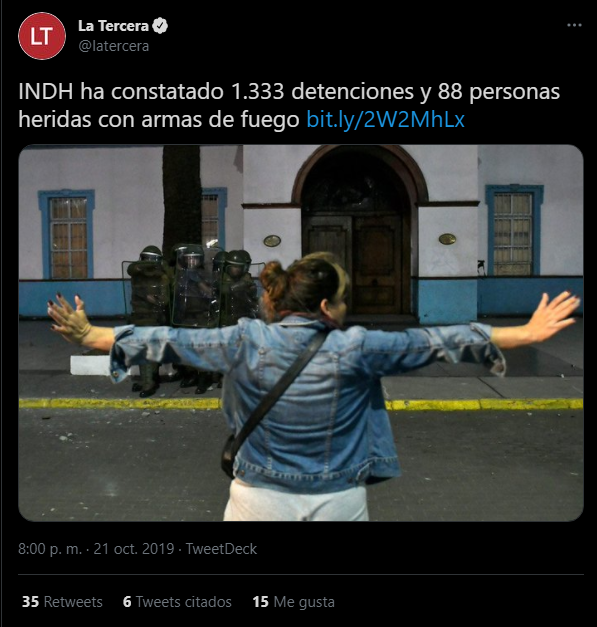 LT
La Tercera
@latercera
INDH ha constatado 1.333 detenciones y 88 personas
heridas con armas de fuego bit.ly/2W2MhLx
8:00 p. m. · 21 oct. 2019 · TweetDeck
35 Retweets 6 Tweets citados 15 Me gusta